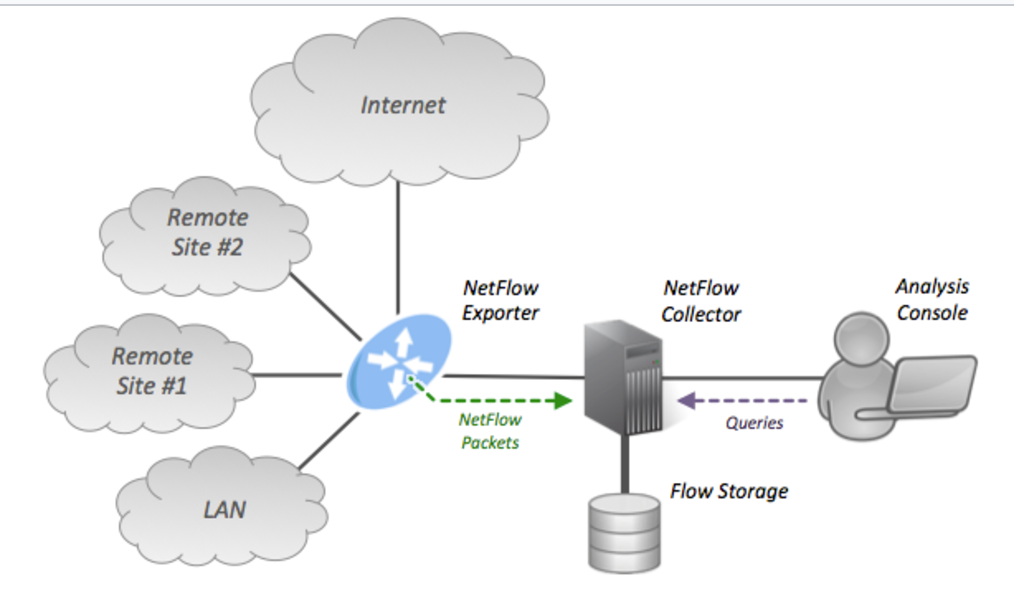 Internet
Remote
Site #2
Remote
Site #1
LAN
NetFlow
Exporter
NetFlow
Packets
NetFlow
Collector
Queries
Analysis
Console
Flow Storage